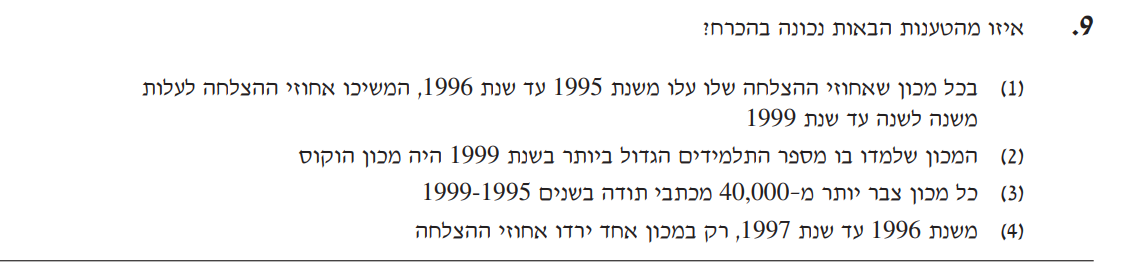 9. איזו מהטענות הבאות נכונה בהכרח?
(1) בכל מכון שאחוזי ההצלחה שלו עלו משנת 1995 עד שנת 1996, המשיכו אחוזי ההצלחה לעלות
משנה לשנה עד שנת 1999
(2) המכון שלמדו בו מספר התלמידים הגדול ביותר בשנת 1999 היה מכון הוקוס
(3) כל מכון צבר יותר מ-40,000 מכתבי תודה בשנים 1999-1995
(4) משנת 1996 עד שנת 1997, רק במכון אחד ירדו אחוזי ההצלחה